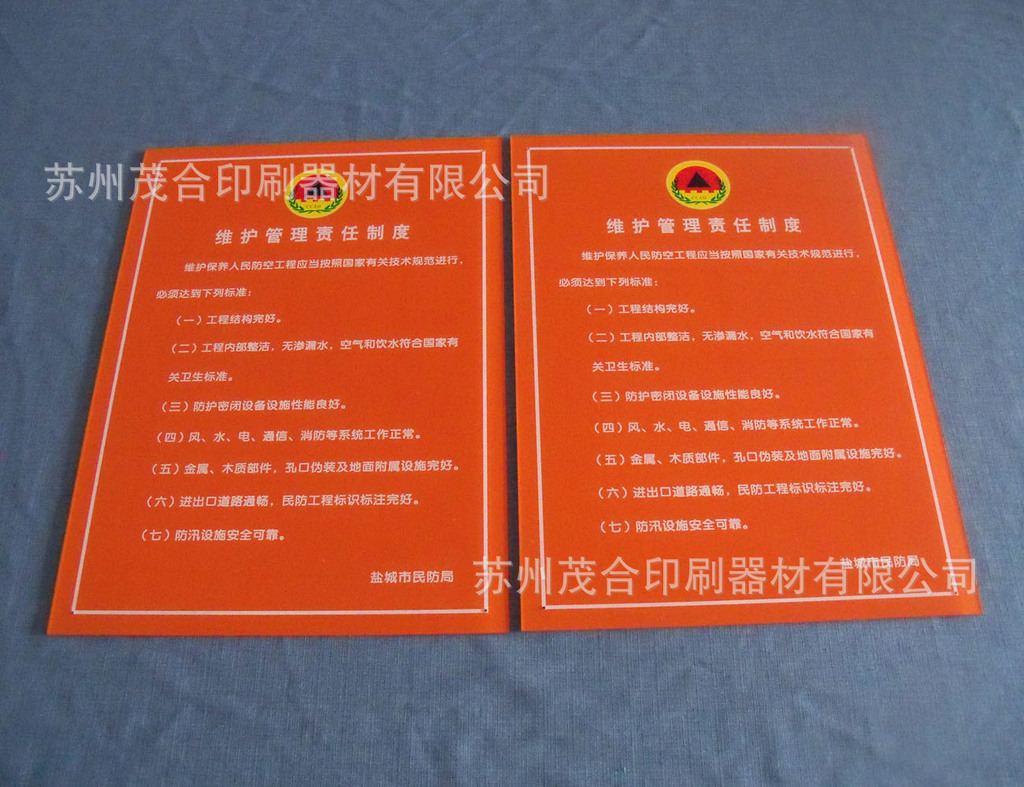 苏州茂合印刷器材有限公司
维护管理责任制度
维护保养人民防空工程应当按照国家有关技术规范进行，
必须达到下列标准：
（一）工程结构完好。
（二）工程内部整洁，无渗漏水，空气和饮水符合国家有
关卫生标准。
（三）防护密闭设备设施性能良好。
（四）风、水、电、通信、消防等系统工作正常。
（五）金属、木质部件，孔口伪装及地面附属设施完好。
（六）进出口道路通畅，民防工程标识标注完好。
（七）防汛设施安全可靠。
盐城市民防局
维护管理责任制度
维护保养人民防空工程应当按照国家有关技术规范进行，
必须达到下列标准：
（一）工程结构完好。
（二）工程内部整洁，无渗漏水，空气和饮水符合国家有
关卫生标准。
（三）防护密闭设备设施性能良好。
（四）风、水、电、通信、消防等系统工作正常。
（五）金属、木质部件，孔口伪装及地面附属设施完好。
（六）进出口道路通畅，民防工程标识标注完好。
（七）防汛设施安全可靠。
盐城市民防局
苏州茂合印刷器材有限公司